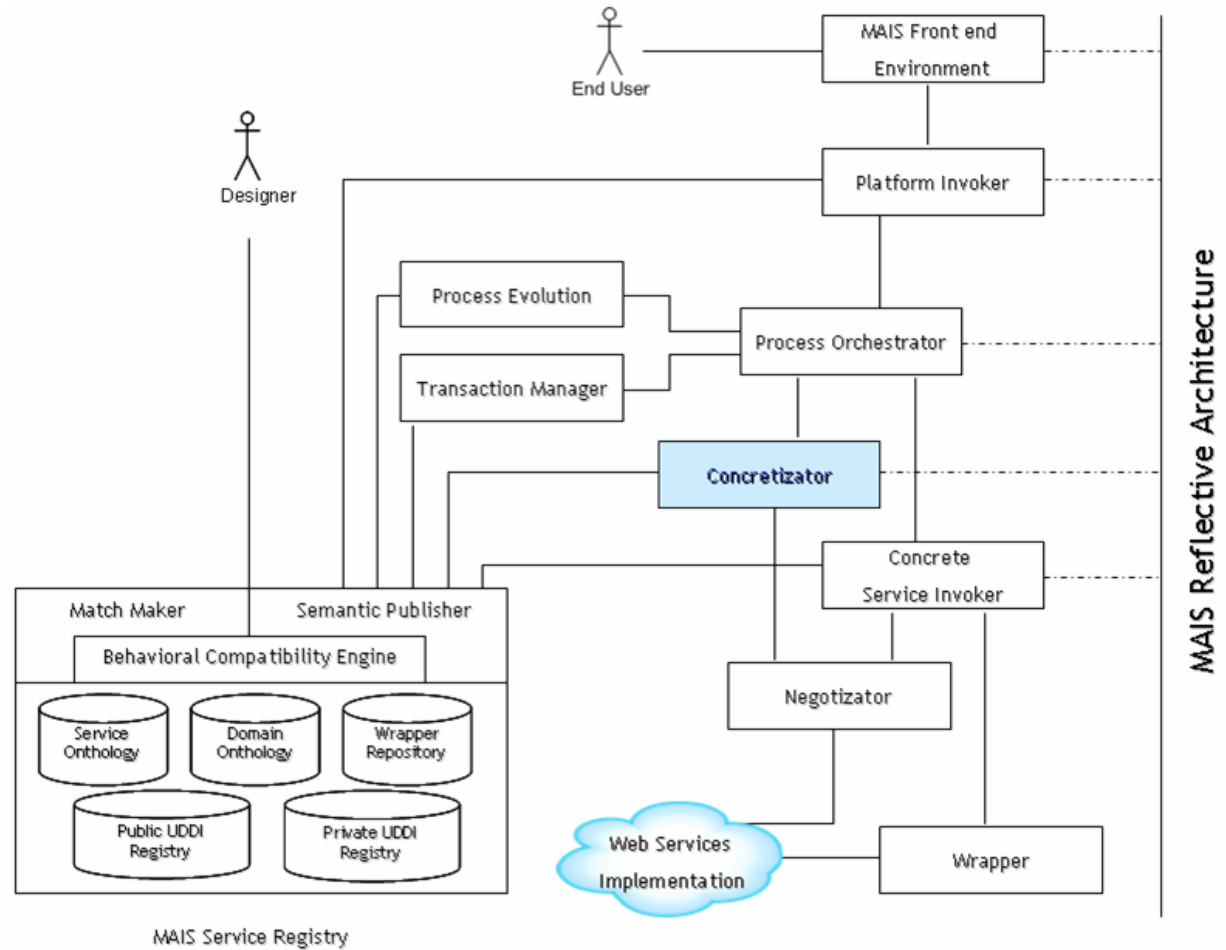 MAIS Front end
Environment
End User
Designer
Platform Invoker
Process Evolution
Process Orchestrator
Transaction Manager
Concretizator
Concrete
Service Invoker
Match Maker
Semantic Publisher
Behavioral Compatibility Engine
Negotizator
Service
Onthology
Domain
Onthology
Wrapper
Repository
Public UDDI
Registry
Private UDDI
Registry
Web Services
Implementation
Wrapper
MAIS Service Registry
MAIS Reflective Architecture